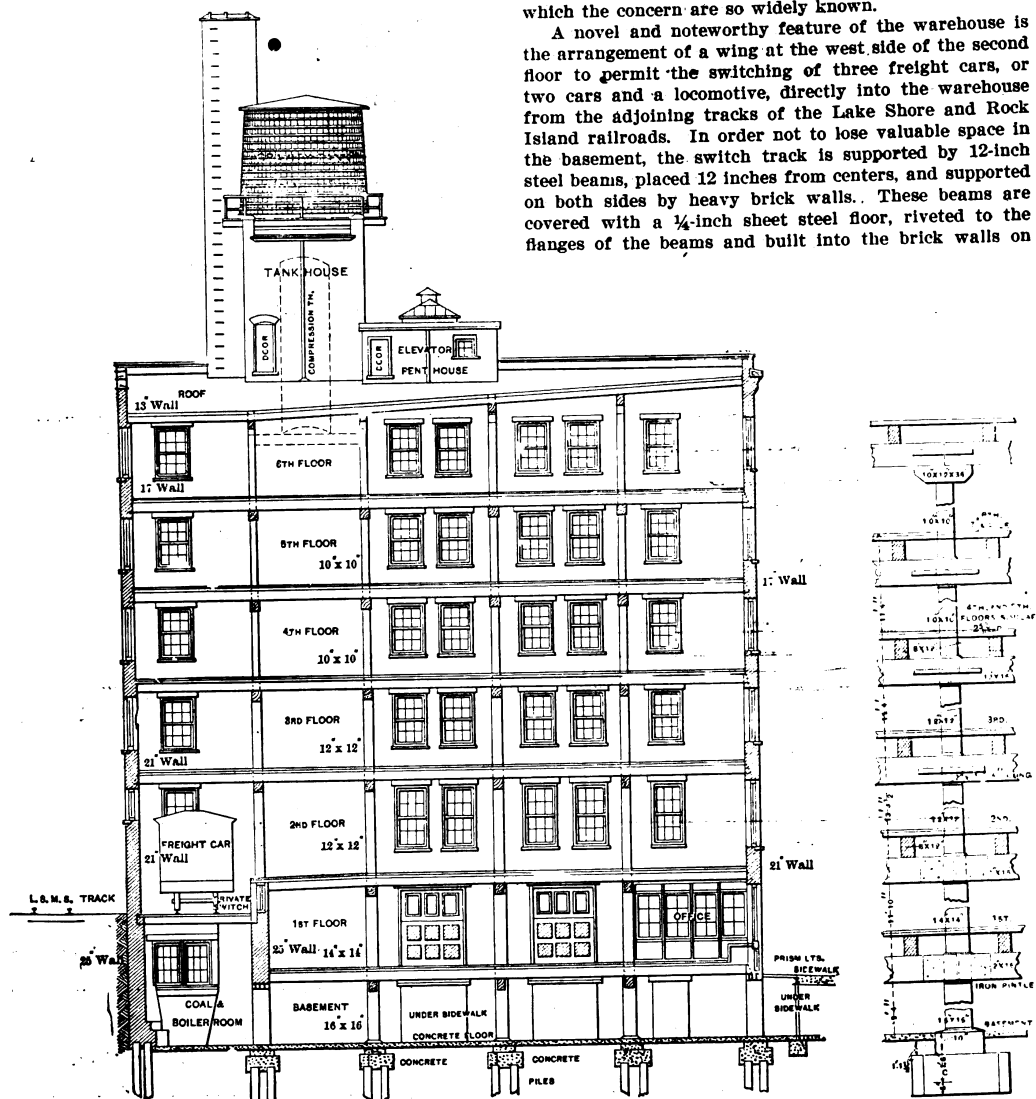 which the concern are so widely known.
A novel and noteworthy feature of the warehouse is
the arrangement of a wing at the west side of the second
floor to permit the switching of three freight cars, or
two cars and a locomotive, directly into the warehouse
from the adjoining tracks of the Lake Shore and Rock
Island railroads. In order not to lose valuable space in
the basement, the switch track is supported by 12-inch
steel beams, placed 12 inches from centers, and supported
on both sides by heavy brick walls.. These beams are
covered with a ¼-inch sheet steel floor, riveted to the
flanges of the beams and built into the brick walls on
TANK HOUSE
COMPRESSION TK.
DOOR
DOOR
ELEVATOR
PENT HOUSE
ROOF
13" Wall
6TH FLOOR
17" Wall
5TH FLOOR
10" x 10"
17" Wall
4TH FLOOR
10" x 10"
3RD FLOOR
12" x 12"
21" Wall
2ND FLOOR
12" x 12"
FREIGHT CAR
21" Wall
21" Wall
L. S. M. S. TRACK
PRIVATE
SWITCH
1ST FLOOR
25" Wall 14" x 14"
OFFICE
25" Wall
PRISM LTS.
SIDEWALK
COAL &
BOILER ROOM
BASEMENT
16" x 16"
UNDER SIDEWALK
CONCRETE FLOOR
UNDER
SIDEWALK
CONCRETE
CONCRETE
PILES
10X12X36
10X10
10X10
8X12
12X14
12X12
3RD.
12X12
2ND.
8X12
14X14
1ST.
IRON PINTLE
BASEMENT